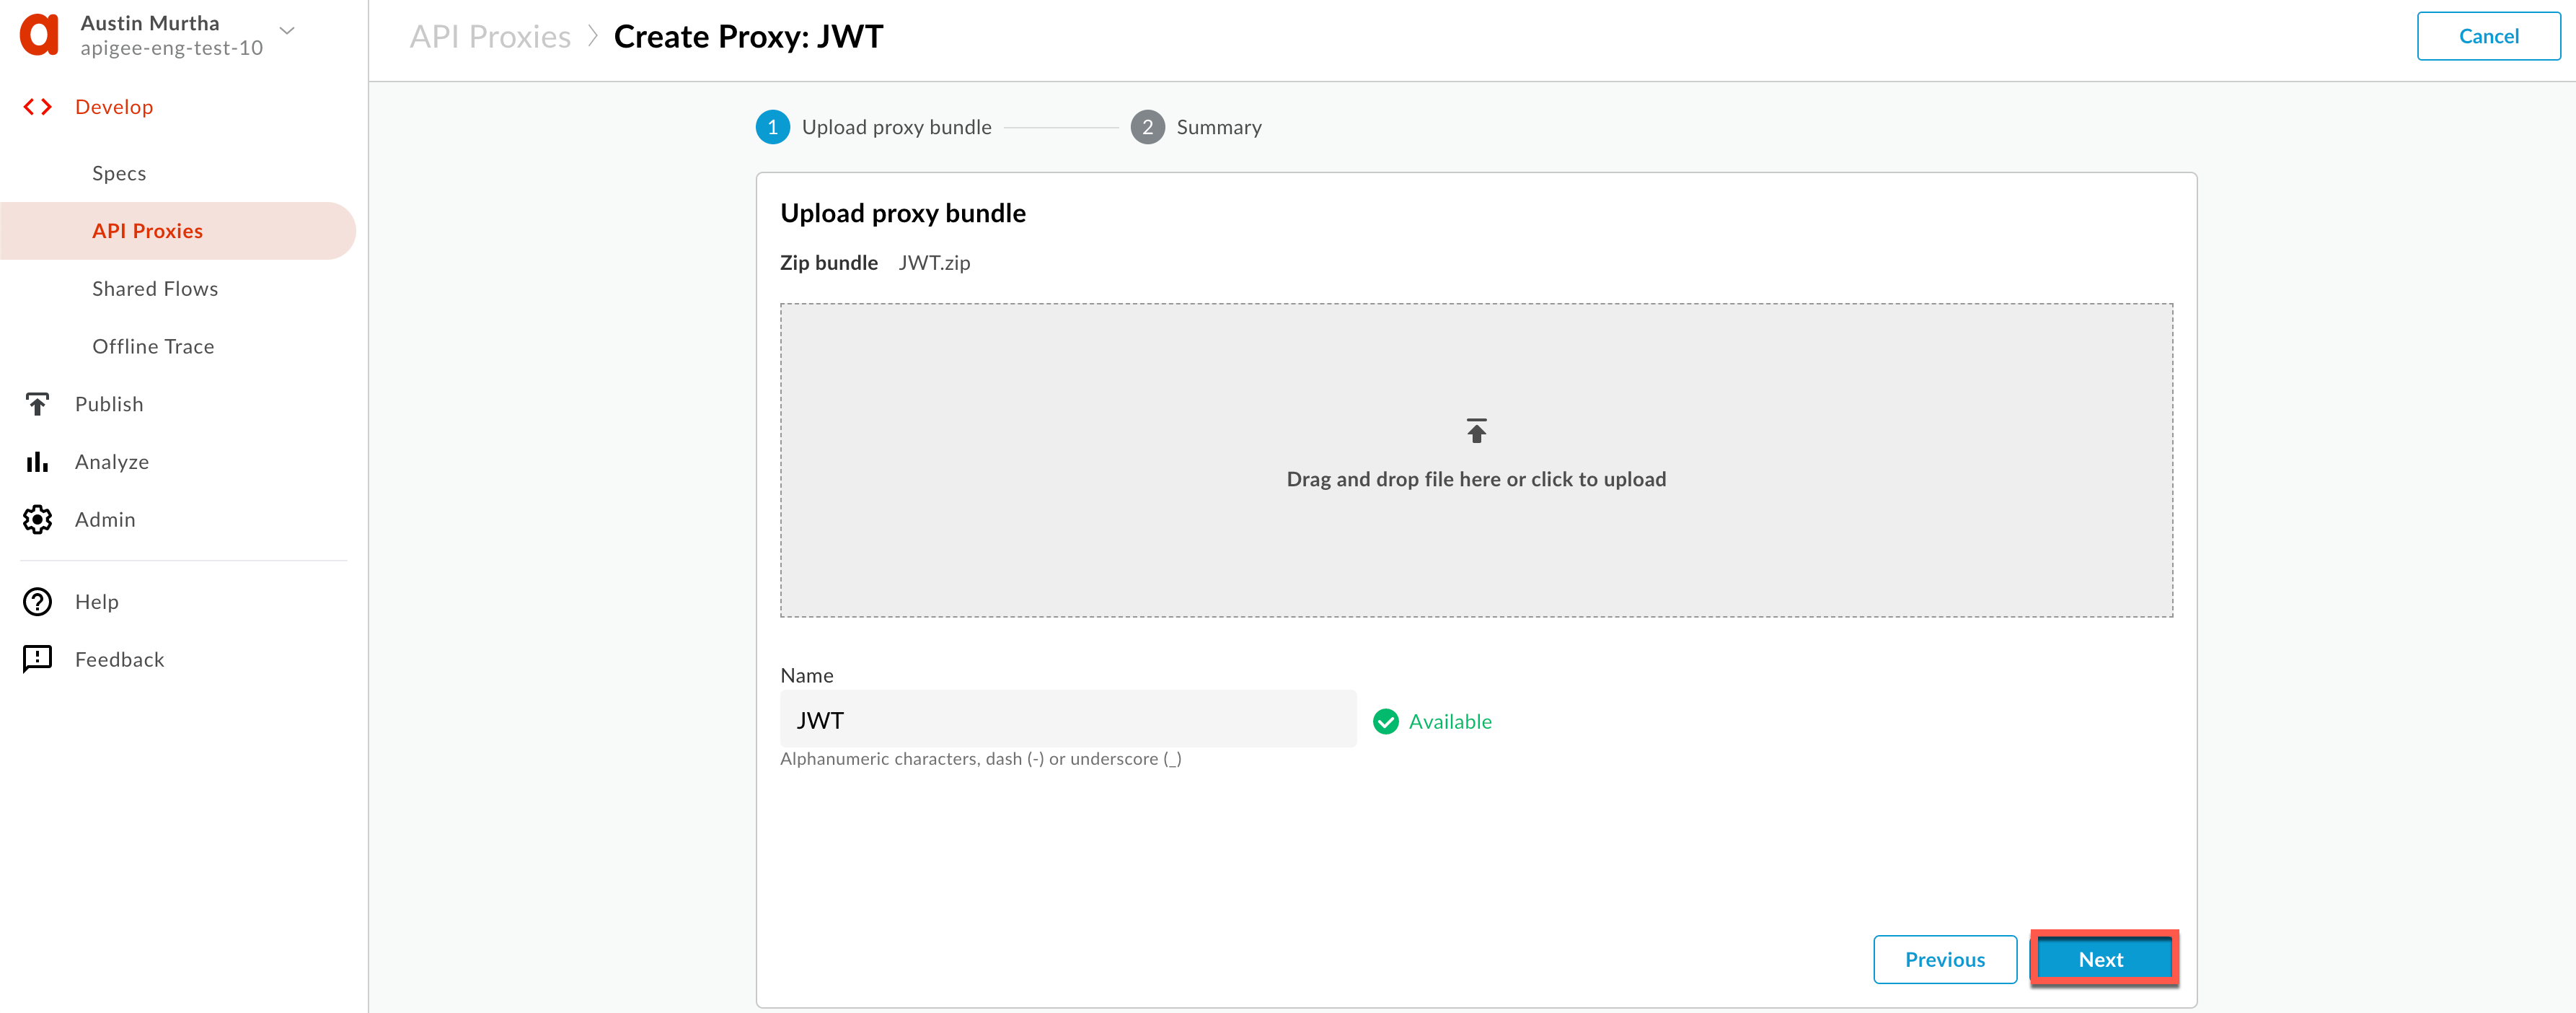 Austin Murtha
apigee-eng-test-10
Develop
Specs
API Proxies
Shared Flows
Offline Trace
Publish
Analyze
Admin
Help
Feedback
API Proxies > Create Proxy: JWT
Cancel
1 Upload proxy bundle
2 Summary
Upload proxy bundle
Zip bundle JWT.zip
Drag and drop file here or click to upload
Name
JWT
Available
Alphanumeric characters, dash (-) or underscore (_)
Previous
Next